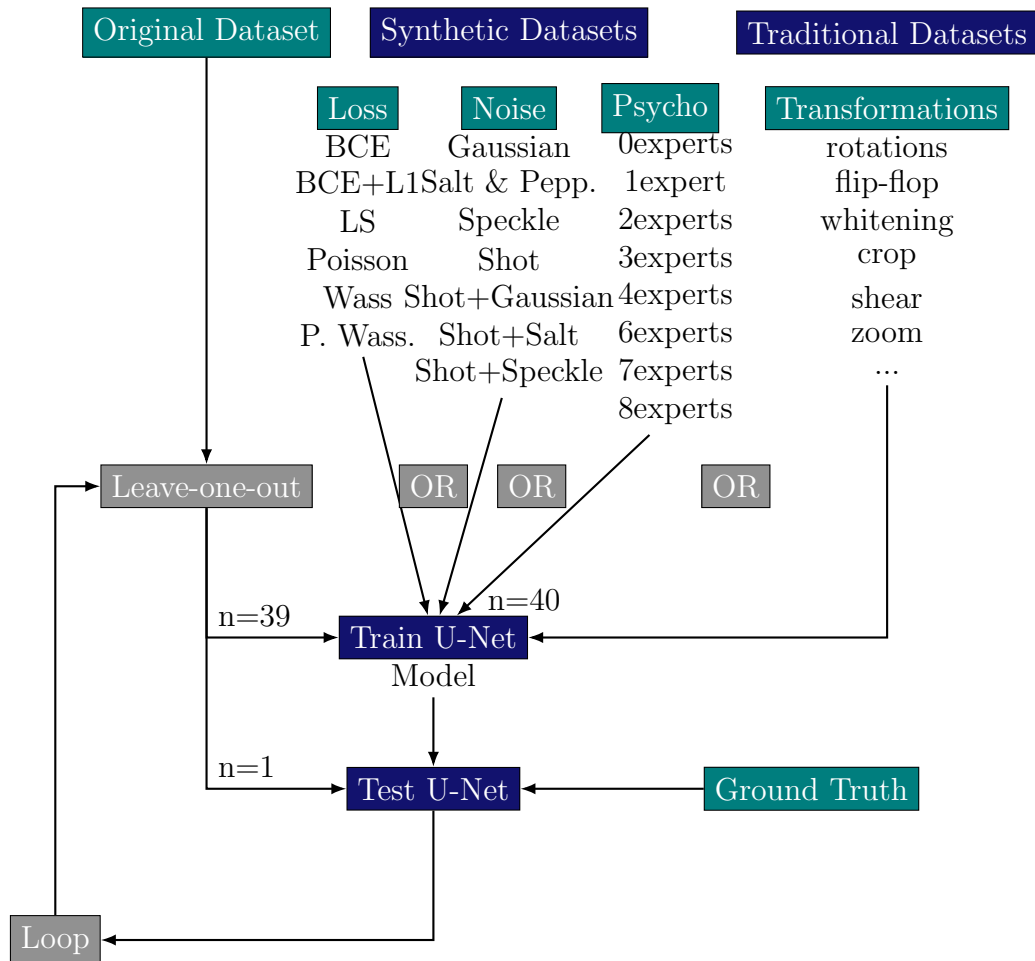 Original Dataset
Synthetic Datasets
Traditional Datasets
Loss
BCE
BCE+L1
LS
Poisson
Wass
P. Wass.
Noise
Gaussian
Salt & Pepp.
Speckle
Shot
Shot+Gaussian
Shot+Salt
Shot+Speckle
Psycho
0experts
1expert
2experts
3experts
4experts
6experts
7experts
8experts
Transformations
rotations
flip-flop
whitening
crop
shear
zoom
...
Leave-one-out
OR
OR
OR
n=39
n=40
Train U-Net
Model
n=1
Test U-Net
Ground Truth
Loop